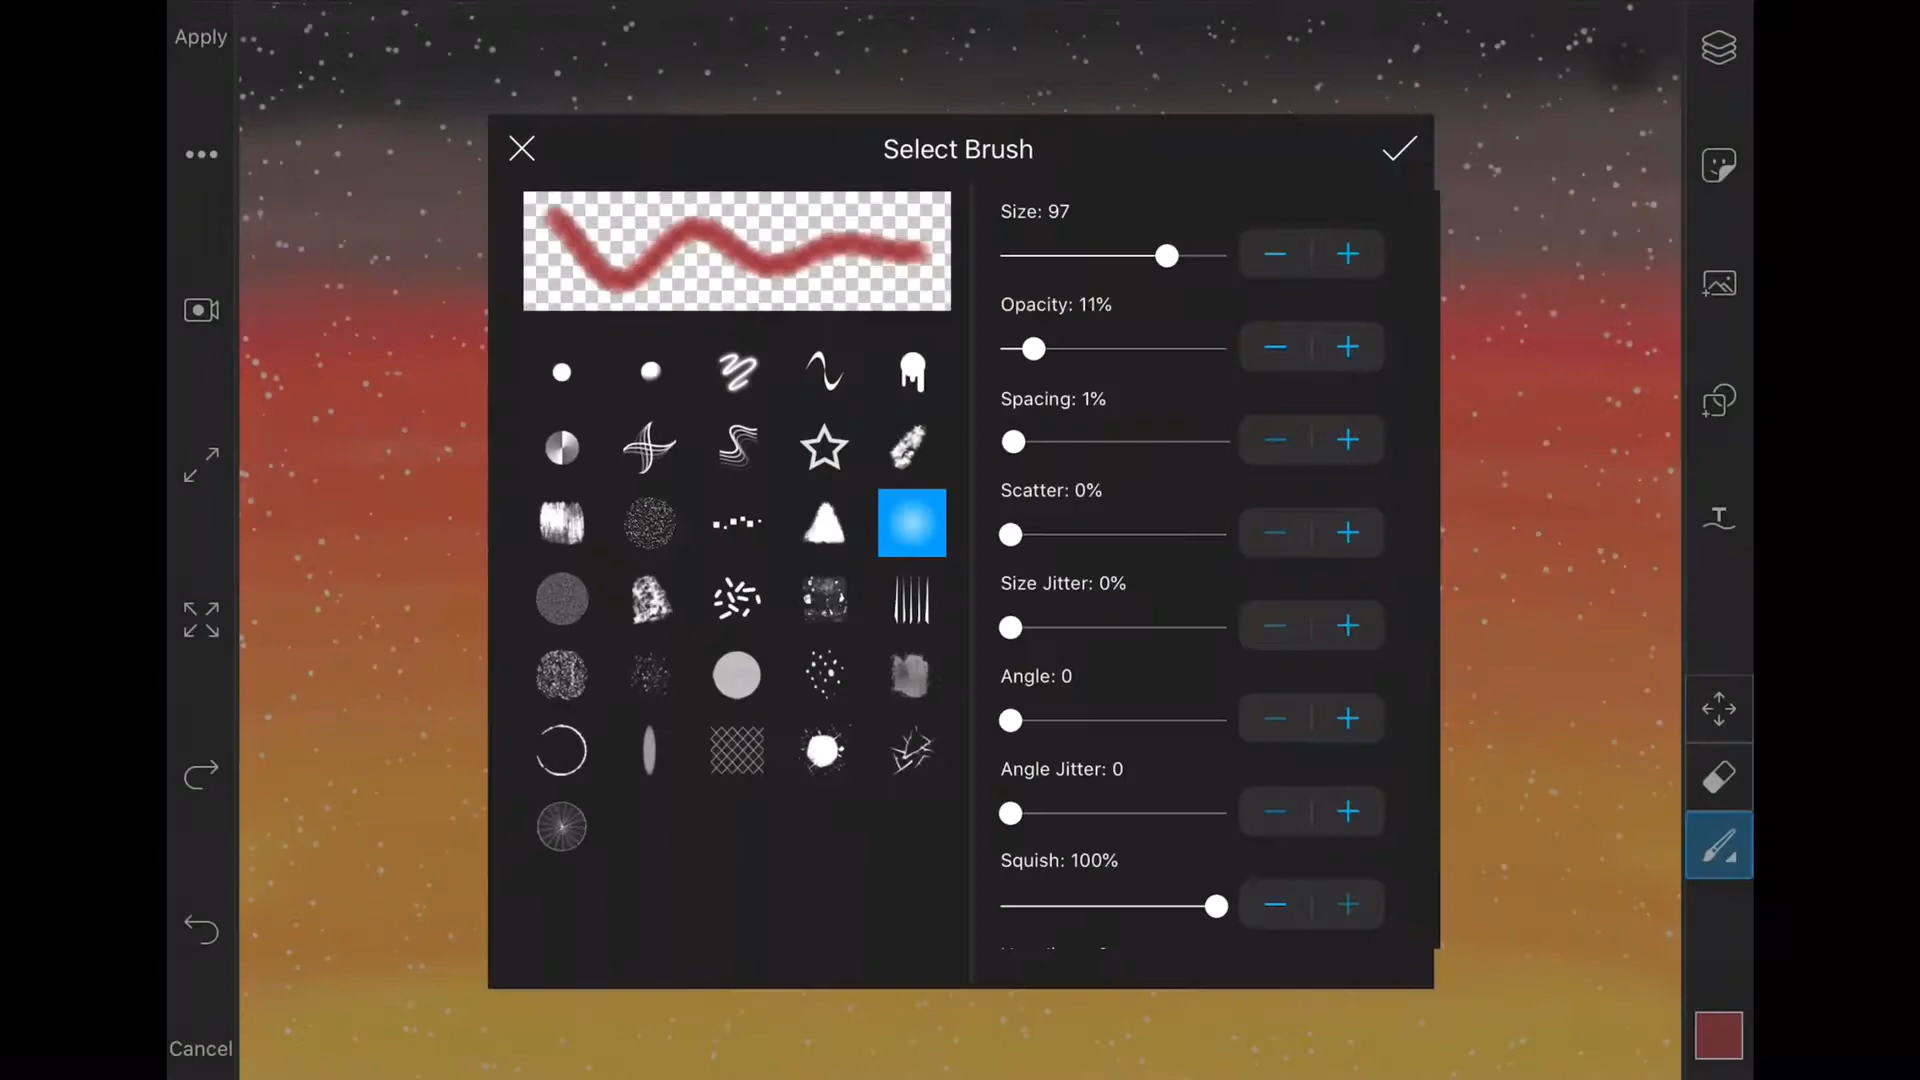 Apply
Select Brush
Size: 97
Opacity: 11%
Spacing: 1%
Scatter: 0%
Size Jitter: 0%
Angle: 0
Angle Jitter: 0
Squish: 100%
Cancel